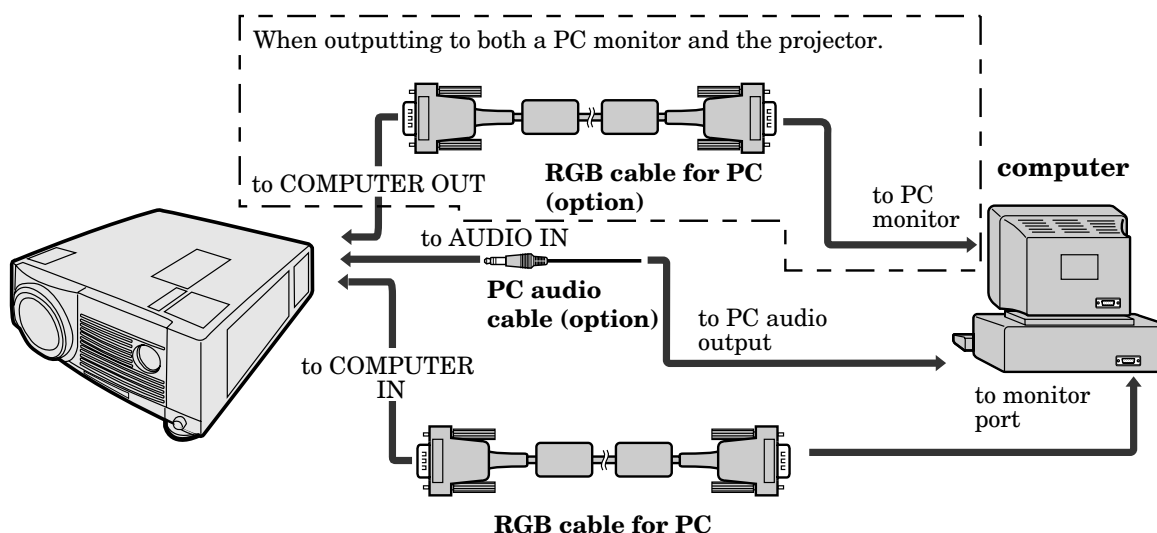 When outputting to both a PC monitor and the projector.
RGB cable for PC
(option)
computer
to COMPUTER OUT
to PC
monitor
to AUDIO IN
PC audio
cable (option)
to PC audio
output
to COMPUTER
IN
to monitor
port
RGB cable for PC